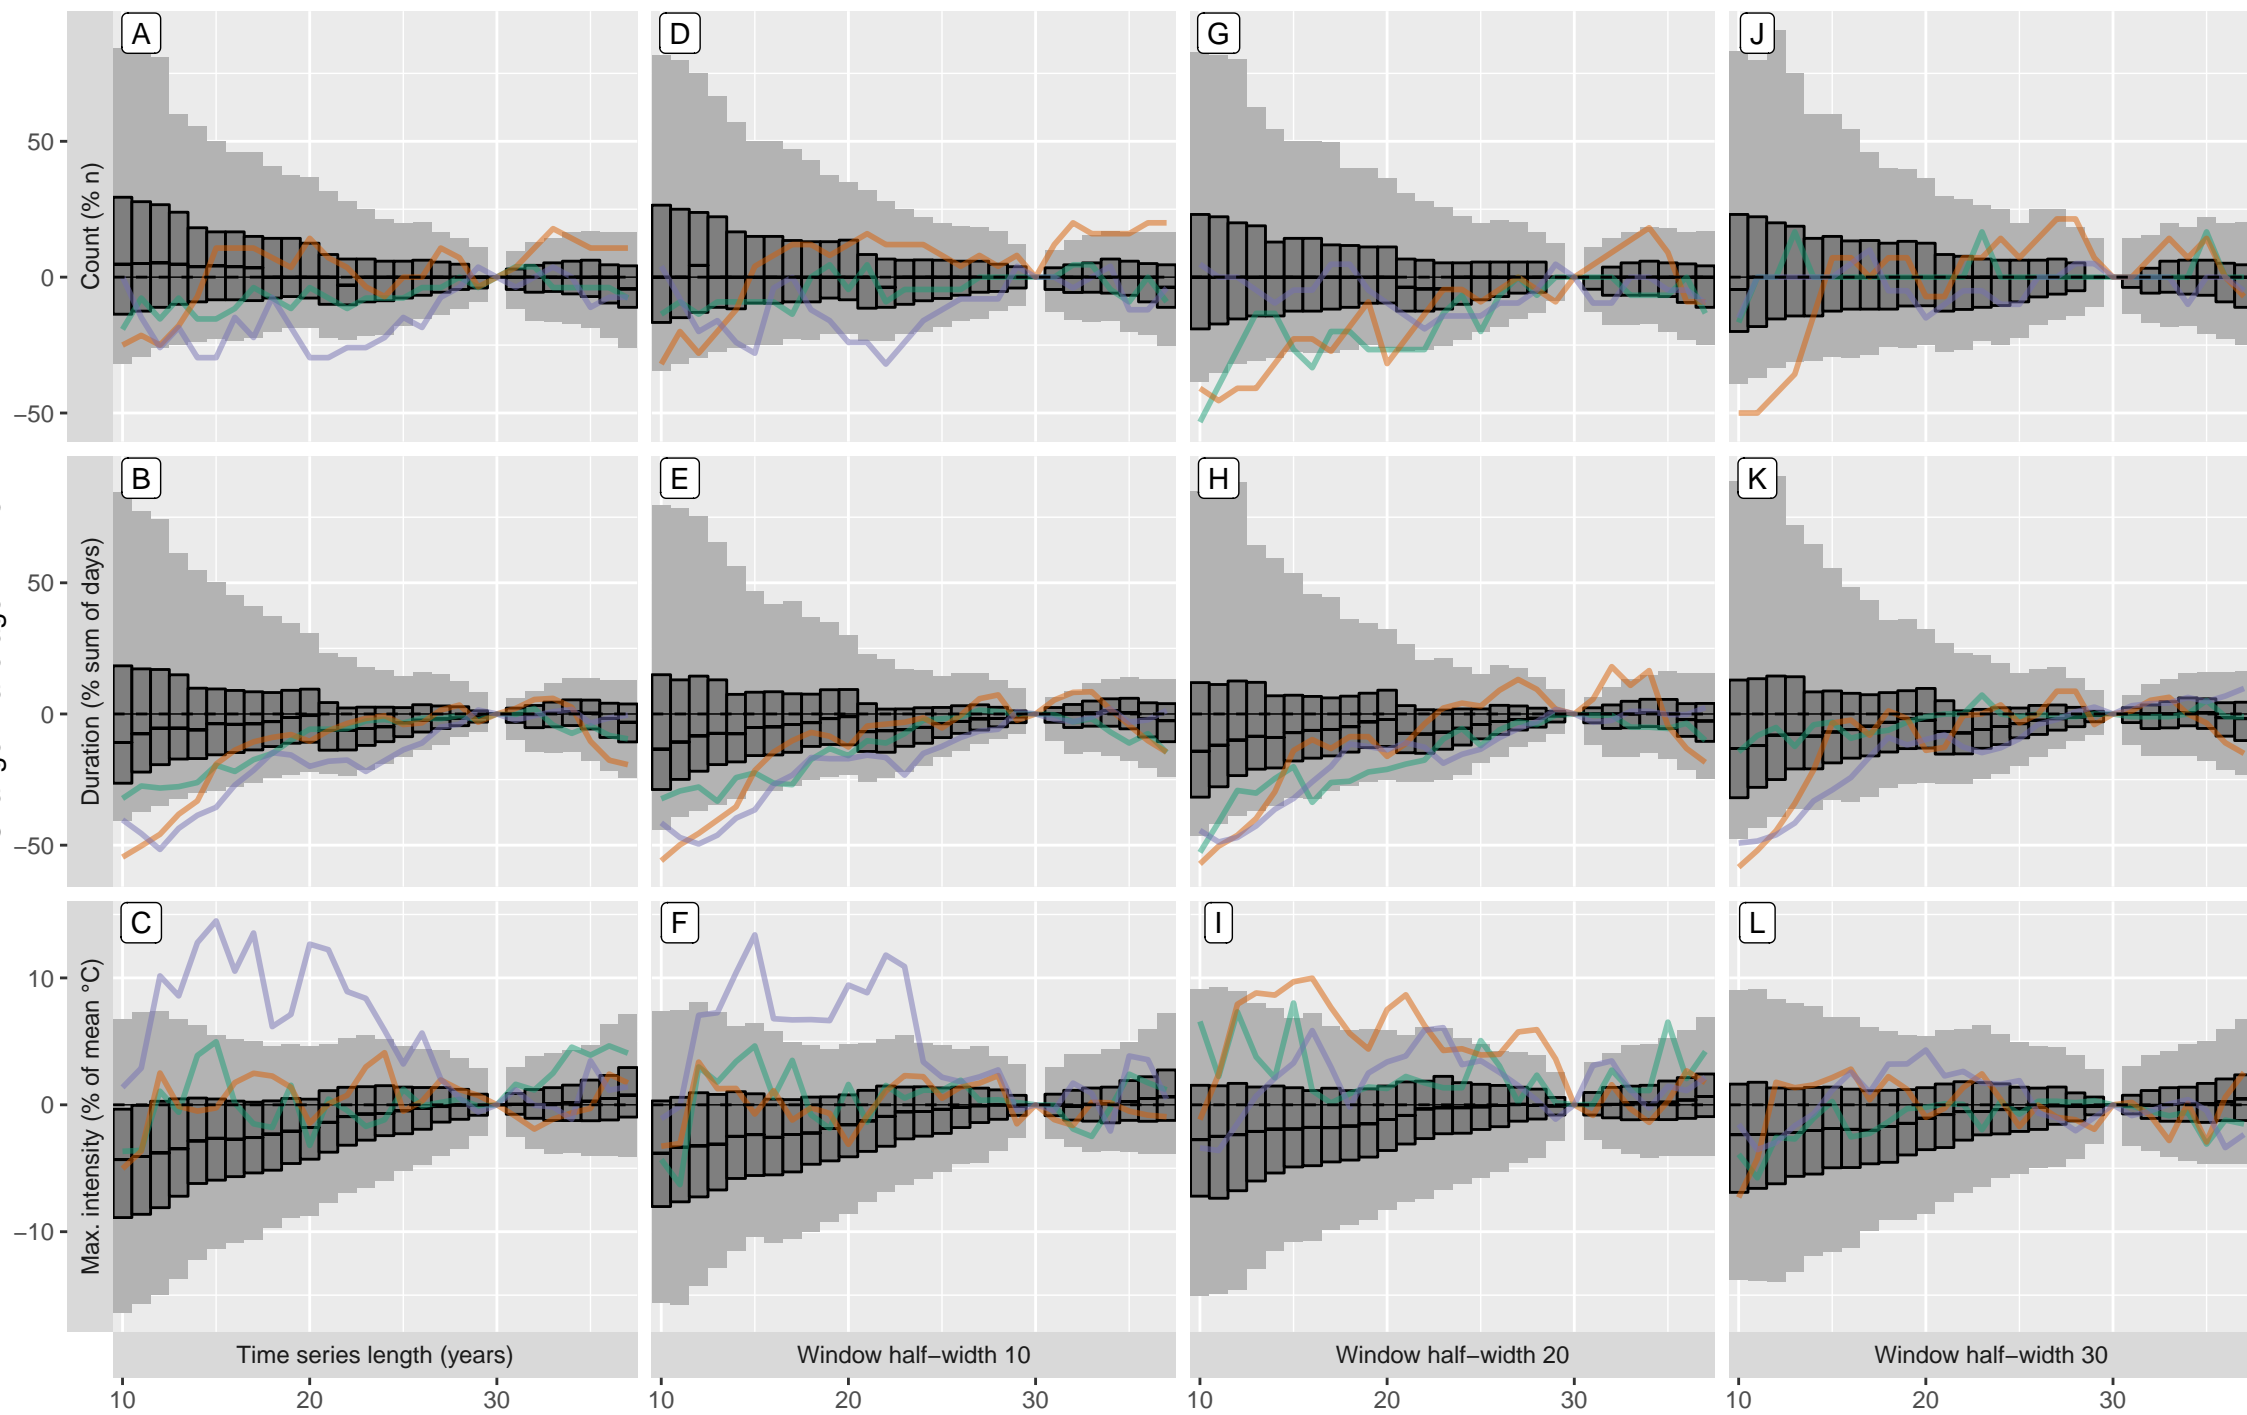 A D G J
50
0
−50
Count (% n)
B E H K
50
0
−50
Duration (% sum of days)
C F I L
10
0
−10
Max. intensity (% of mean °C)
Time series length (years) Window half−width 10 Window half−width 20 Window half−width 30
10 20 30 10 20 30 10 20 30 10 20 30